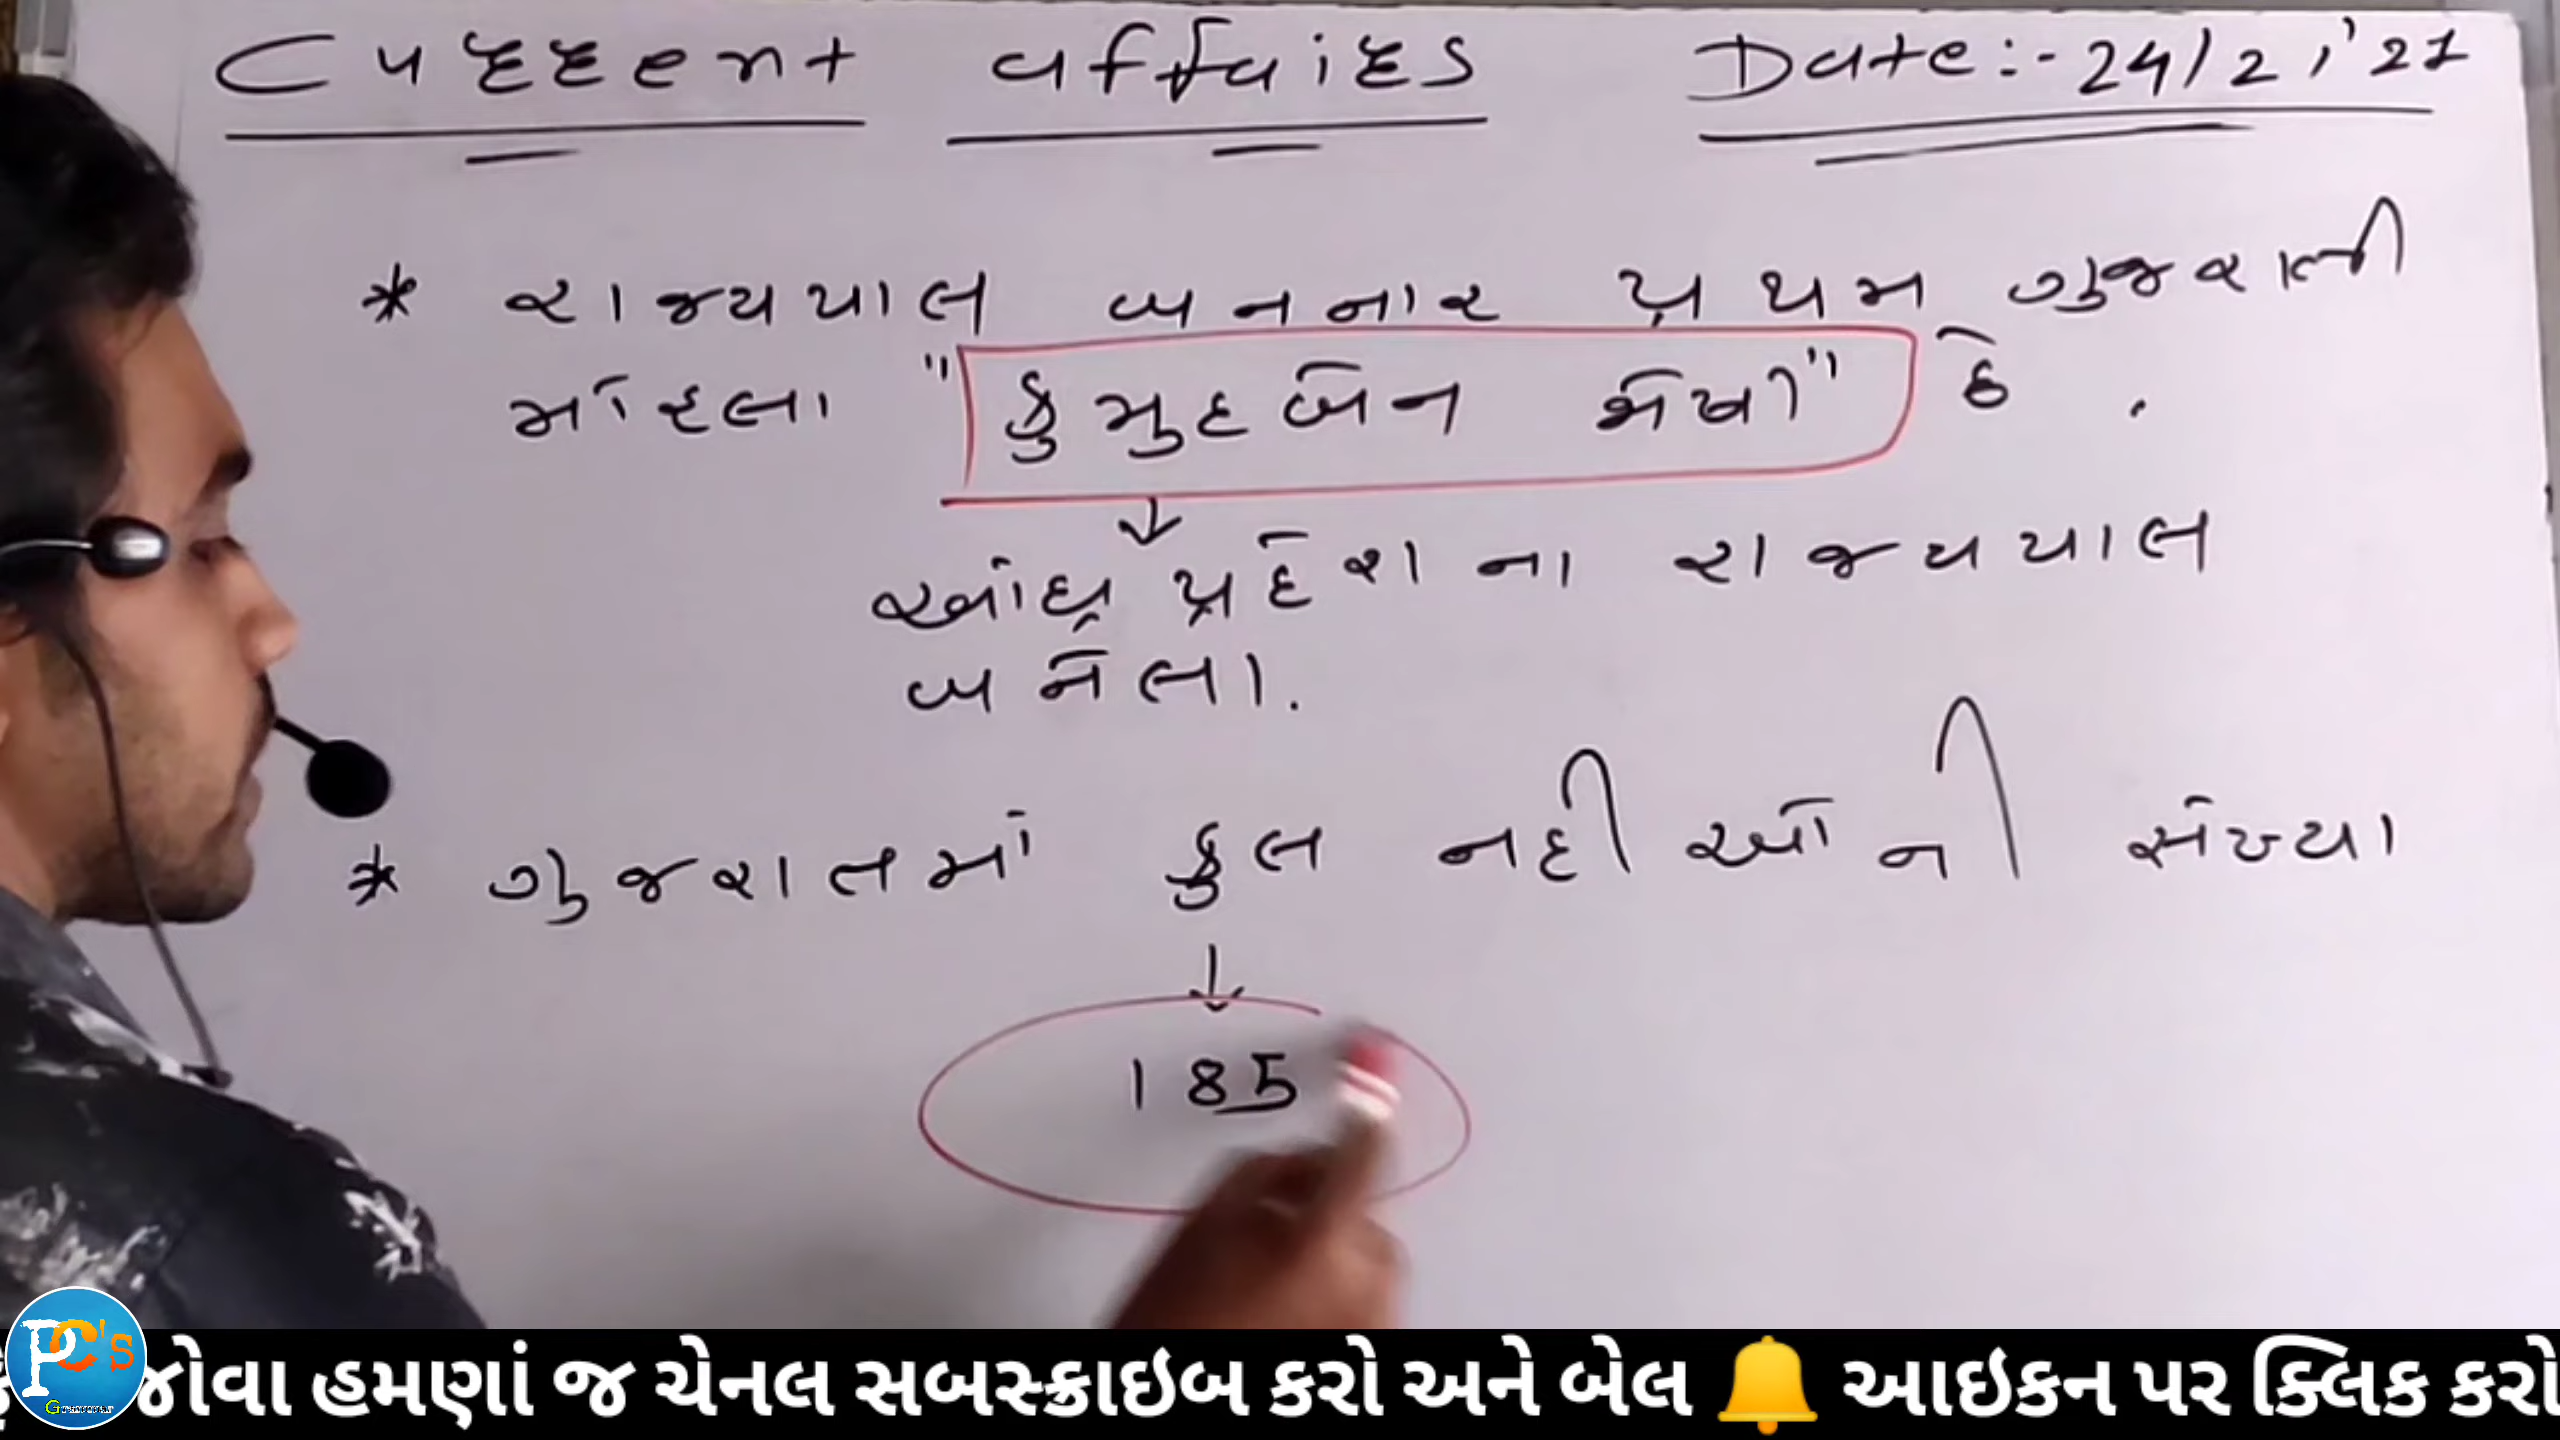 Current affairs Date:- 24/2/'21
* રાજ્યપાલ બનનાર પ્રથમ ગુજરાતી
મહિલા "કુમુદબેન જોષી" છે.
↓
આંધ્ર પ્રદેશના રાજ્યપાલ
બનેલા.
* ગુજરાતમાં કુલ નદીઓની સંખ્યા
↓
185
જોવા હમણાં જ ચેનલ સબસ્ક્રાઇબ કરો અને બેલ 🔔 આઇકન પર ક્લિક કરો
PC's